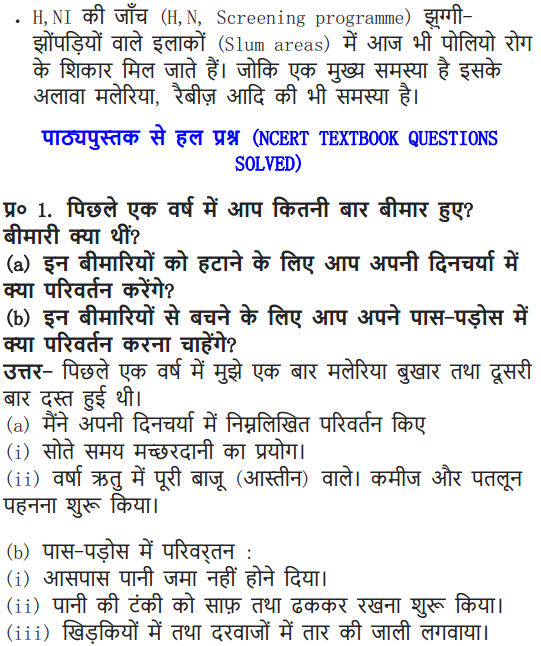 • H,NI की जाँच (H,N, Screening programme) झुग्गी-
झोंपड़ियों वाले इलाकों (Slum areas) में आज भी पोलियो रोग
के शिकार मिल जाते हैं। जोकि एक मुख्य समस्या है इसके
अलावा मलेरिया, रैबीज़ आदि की भी समस्या है।
पाठ्यपुस्तक से हल प्रश्न (NCERT TEXTBOOK QUESTIONS
SOLVED)
प्र० 1. पिछले एक वर्ष में आप कितनी बार बीमार हुए?
बीमारी क्या थीं?
(a) इन बीमारियों को हटाने के लिए आप अपनी दिनचर्या में
क्या परिवर्तन करेंगे?
(b) इन बीमारियों से बचने के लिए आप अपने पास-पड़ोस में
क्या परिवर्तन करना चाहेंगे?
उत्तर- पिछले एक वर्ष में मुझे एक बार मलेरिया बुखार तथा दूसरी
बार दस्त हुई थी।
(a) मैंने अपनी दिनचर्या में निम्नलिखित परिवर्तन किए
(i) सोते समय मच्छरदानी का प्रयोग।
(ii) वर्षा ऋतु में पूरी बाजू (आस्तीन) वाले। कमीज और पतलून
पहनना शुरू किया।
(b) पास-पड़ोस में परिवर्तन :
(i) आसपास पानी जमा नहीं होने दिया।
(ii) पानी की टंकी को साफ़ तथा ढककर रखना शुरू किया।
(iii) खिड़कियों में तथा दरवाजों में तार की जाली लगवाया।